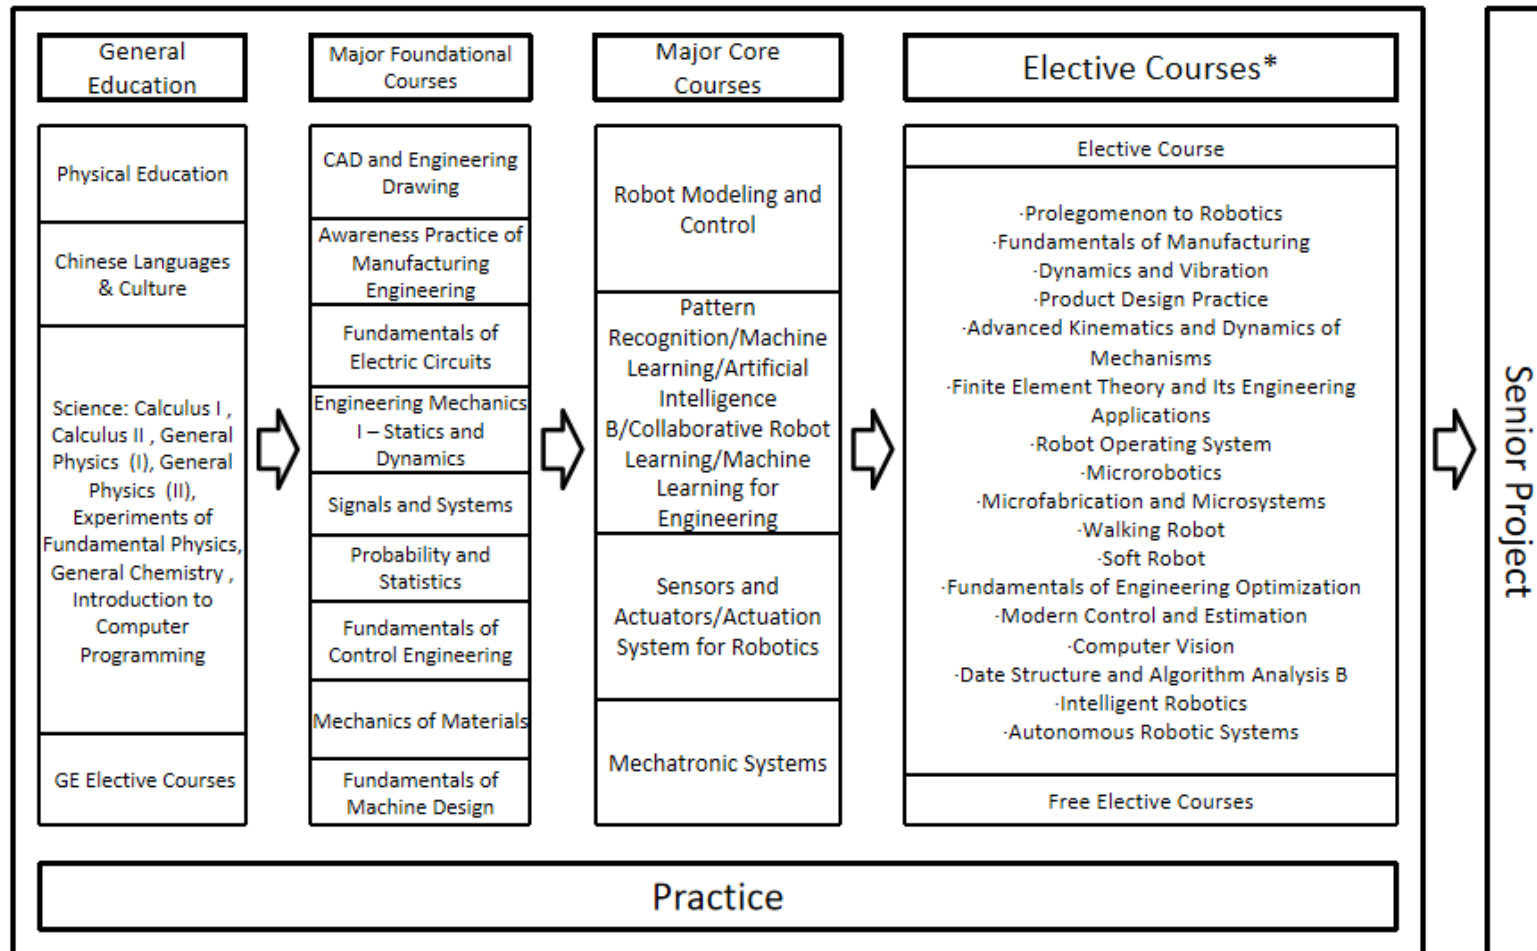 General
Education
Major Foundational
Courses
Major Core
Courses
Elective Courses*
Physical Education
Chinese Languages
& Culture
Science: Calculus I ,
Calculus II , General
Physics (I), General
Physics (II),
Experiments of
Fundamental Physics,
General Chemistry ,
Introduction to
Computer
Programming
GE Elective Courses
CAD and Engineering
Drawing
Awareness Practice of
Manufacturing
Engineering
Fundamentals of
Electric Circuits
Engineering Mechanics
I – Statics and
Dynamics
Signals and Systems
Probability and
Statistics
Fundamentals of
Control Engineering
Mechanics of Materials
Fundamentals of
Machine Design
Robot Modeling and
Control
Pattern
Recognition/Machine
Learning/Artificial
Intelligence
B/Collaborative Robot
Learning/Machine
Learning for
Engineering
Sensors and
Actuators/Actuation
System for Robotics
Mechatronic Systems
Elective Course
·Prolegomenon to Robotics
·Fundamentals of Manufacturing
·Dynamics and Vibration
·Product Design Practice
·Advanced Kinematics and Dynamics of
Mechanisms
·Finite Element Theory and Its Engineering
Applications
·Robot Operating System
·Microrobotics
·Microfabrication and Microsystems
·Walking Robot
·Soft Robot
·Fundamentals of Engineering Optimization
·Modern Control and Estimation
·Computer Vision
·Date Structure and Algorithm Analysis B
·Intelligent Robotics
·Autonomous Robotic Systems
Free Elective Courses
Practice
Senior Project